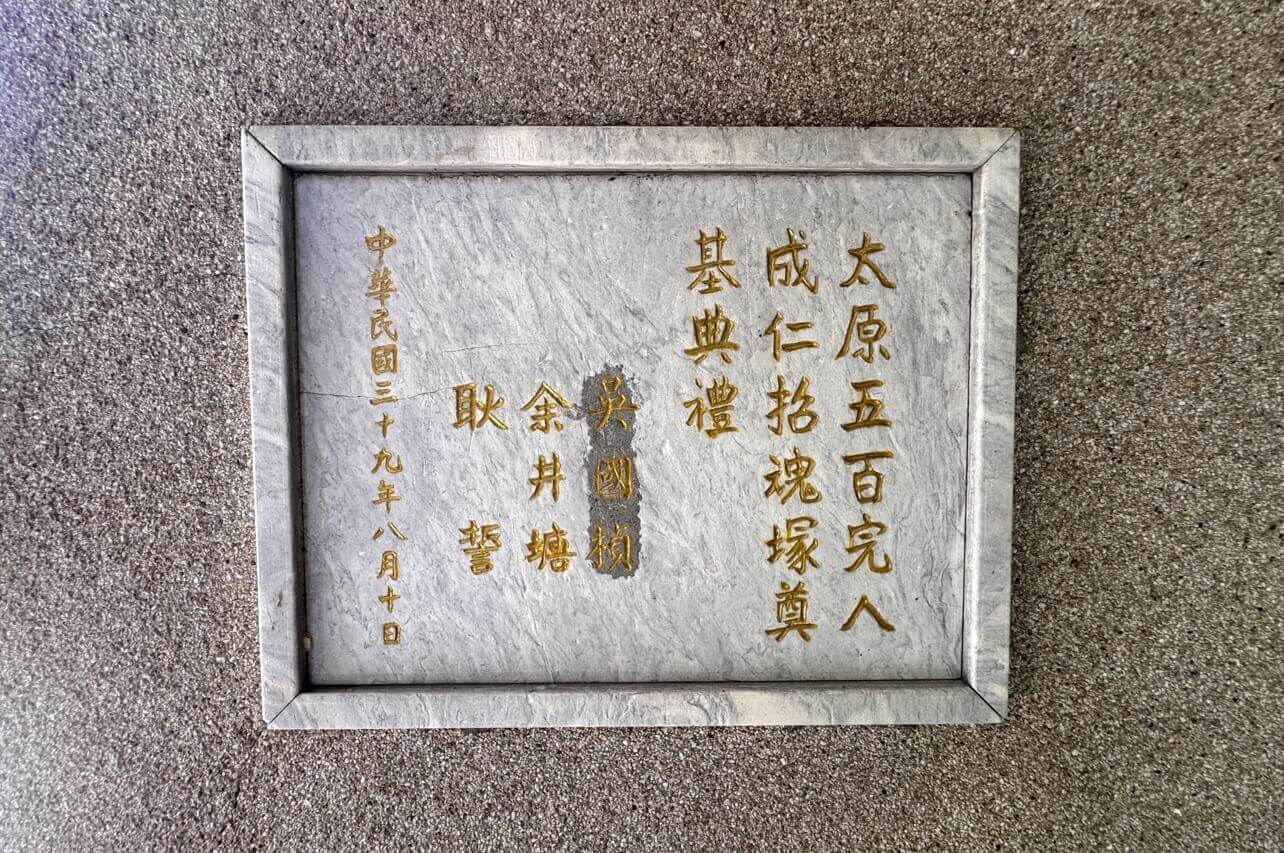 太原五百完人
成仁招魂塚奠
基典禮
吳國楨
余井塘
耿誓
中華民國三十九年八月十日